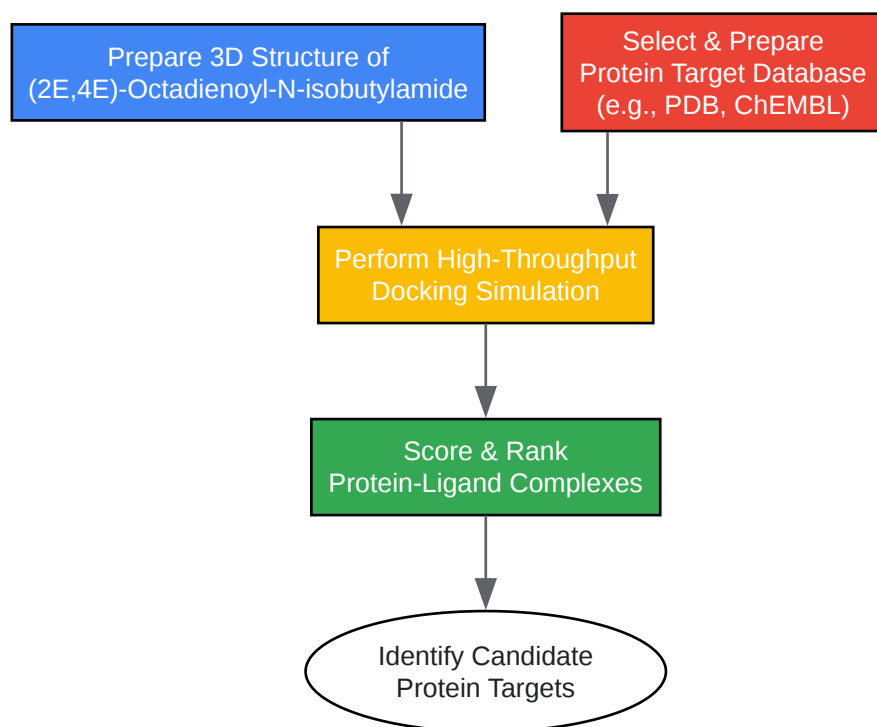 Prepare 3D Structure of
(2E,4E)-Octadienoyl-N-isobutylamide
Select & Prepare
Protein Target Database
(e.g., PDB, ChEMBL)
Perform High-Throughput
Docking Simulation
Score & Rank
Protein-Ligand Complexes
Identify Candidate
Protein Targets